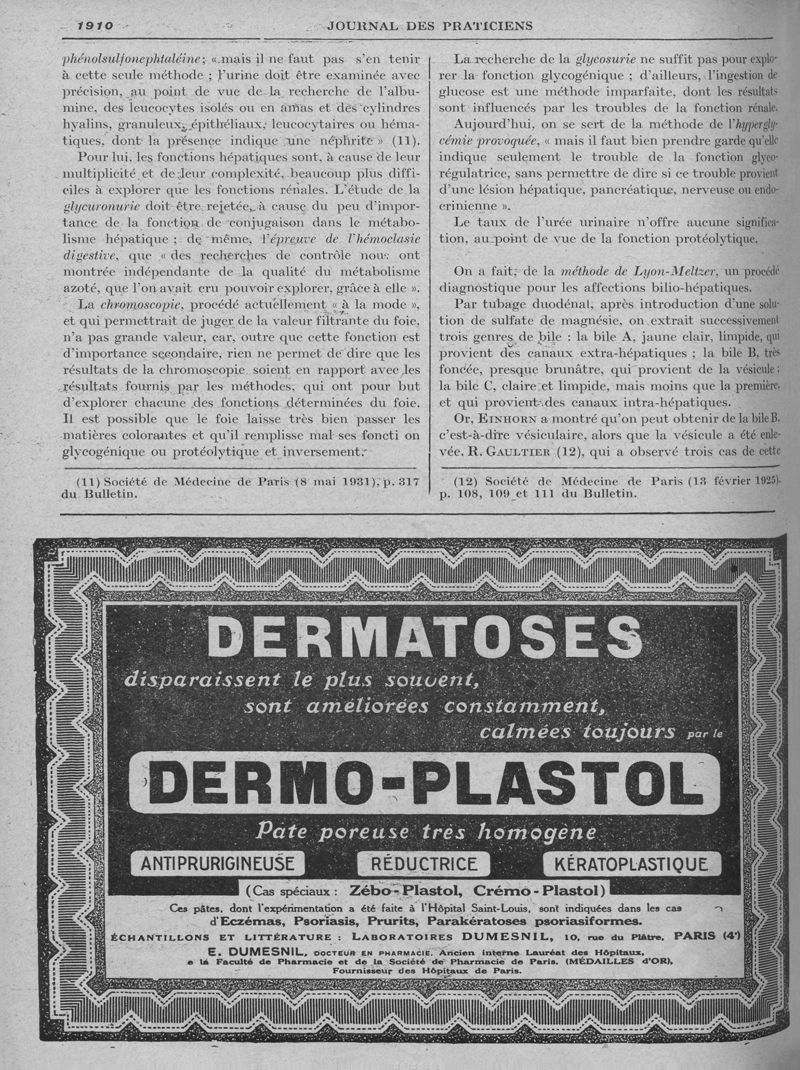 1910
JOURNAL DES PRATICIENS
phénolsulfonephtaléine ; « mais il ne faut pas s'en tenir
à cette seule méthode ; l'urine doit être examinée avec
précision, au point de vue de la recherche de l'albu-
mine, des leucocytes isolés ou en amas et des cylindres
hyalins, granuleux, épithéliaux, leucocytaires ou héma-
tiques, dont la présence indique une néphrite » (11).
Pour lui, les fonctions hépatiques sont, à cause de leur
multiplicité et de leur complexité, beaucoup plus diffi-
ciles à explorer que les fonctions rénales. L'étude de la
glycuronurie doit être rejetée, à cause du peu d'impor-
tance de la fonction de conjugaison dans le métabo-
lisme hépatique ; de même, l'épreuve de l'hémoclasie
digestive, que « des recherches de contrôle nous ont
montrée indépendante de la qualité du métabolisme
azoté, que l'on avait cru pouvoir explorer, grâce à elle ».
La chromoscopie, procédé actuellement « à la mode »,
et qui permettrait de juger de la valeur filtrante du foie,
n'a pas grande valeur, car, outre que cette fonction est
d'importance secondaire, rien ne permet de dire que les
résultats de la chromoscopie soient en rapport avec les
résultats fournis par les méthodes, qui ont pour but
d'explorer chacune des fonctions déterminées du foie.
Il est possible que le foie laisse très bien passer les
matières colorantes et qu'il remplisse mal ses foncti on
glycogénique ou protéolytique et inversement.
(11) Société de Médecine de Paris (8 mai 1931), p. 317
du Bulletin.
La recherche de la glycosurie ne suffit pas pour explo-
rer la fonction glycogénique ; d'ailleurs, l'ingestion de
glucose est une méthode imparfaite, dont les résultats
sont influencés par les troubles de la fonction rénale.
Aujourd'hui, on se sert de la méthode de l'hypergly-
cémie provoquée, « mais il faut bien prendre garde qu'elle
indique seulement le trouble de la fonction glyco-
régulatrice, sans permettre de dire si ce trouble provient
d'une lésion hépatique, pancréatique, nerveuse ou endo-
crinienne ».
Le taux de l'urée urinaire n'offre aucune significa-
tion, au point de vue de la fonction protéolytique.
On a fait, de la méthode de Lyon-Meltzer, un procédé
diagnostique pour les affections bilio-hépatiques.
Par tubage duodénal, après introduction d'une solu-
tion de sulfate de magnésie, on extrait successivement
trois genres de bile : la bile A, jaune clair, limpide, qui
provient des canaux extra-hépatiques ; la bile B, très
foncée, presque brunâtre, qui provient de la vésicule ;
la bile C, claire et limpide, mais moins que la première,
et qui provient des canaux intra-hépatiques.
Or, EINHORN a montré qu'on peut obtenir de la bile B,
c'est-à-dire vésiculaire, alors que la vésicule a été enle-
vée. R. GAULTIER (12), qui a observé trois cas de cette
(12) Société de Médecine de Paris (13 février 1925),
p. 108, 109 et 111 du Bulletin.
DERMATOSES
disparaissent le plus souvent,
sont améliorées constamment,
calmées toujours par le
DERMO-PLASTOL
Pate poreuse très homogène
ANTIPRURIGINEUSE RÉDUCTRICE KÉRATOPLASTIQUE
(Cas spéciaux : Zébo-Plastol, Crémo-Plastol)
Ces pâtes, dont l'expérimentation a été faite à l'Hôpital Saint-Louis, sont indiquées dans les cas
d'Eczémas, Psoriasis, Prurits, Parakératoses psoriasiformes.
ÉCHANTILLONS ET LITTÉRATURE : LABORATOIRES DUMESNIL, 10, rue du Plâtre, PARIS (4e)
E. DUMESNIL, DOCTEUR EN PHARMACIE, Ancien Interne Lauréat des Hôpitaux,
e la Faculté de Pharmacie et de la Société de Pharmacie de Paris. (MÉDAILLES d'OR),
Fournisseur des Hôpitaux de Paris.